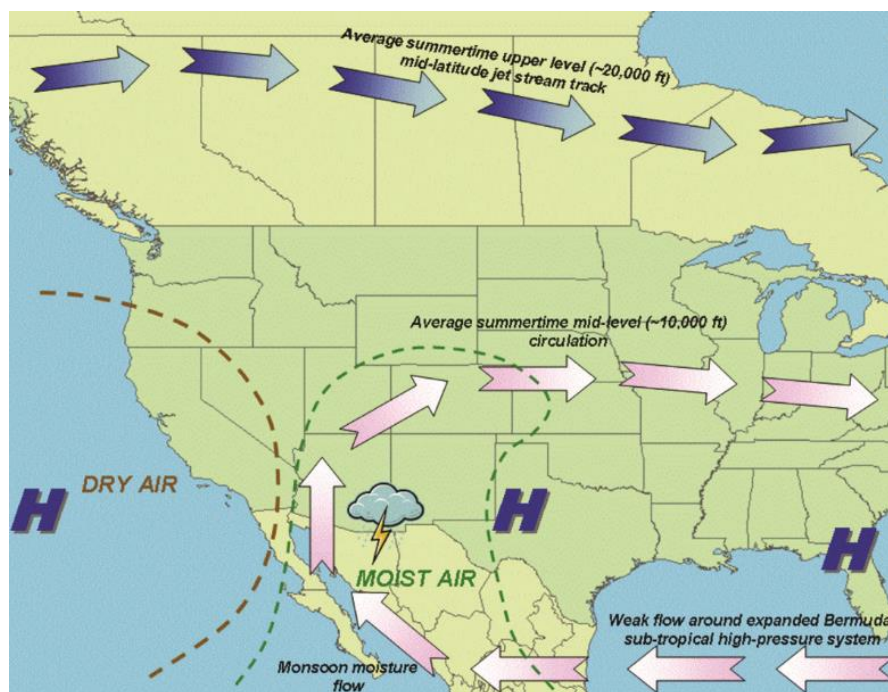 Average summertime upper level (~20,000 ft)
mid-latitude jet stream track
Average summertime mid-level (~10,000 ft)
circulation
DRY AIR
H
H
H
MOIST AIR
Weak flow around expanded Bermuda
sub-tropical high-pressure system
Monsoon moisture
flow